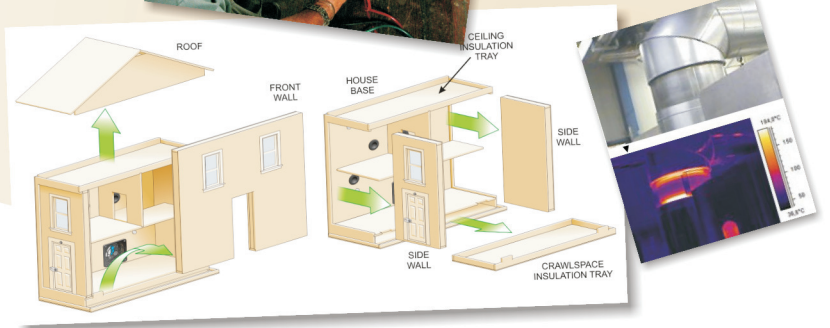 ROOF
FRONT
WALL
HOUSE
BASE
CEILING
INSULATION
TRAY
SIDE
WALL
SIDE
WALL
CRAWLSPACE
INSULATION TRAY
150
100
50